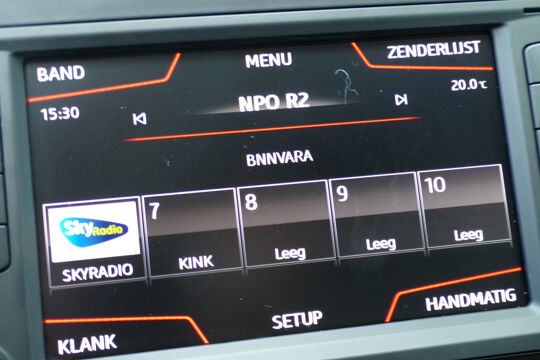 BAND MENU ZENDERLIJST
15:30 NPO R2 20.0°C
BNNVARA
Sky Radio 7 8 9 10
SKYRADIO KINK Leeg Leeg Leeg
KLANK SETUP HANDMATIG